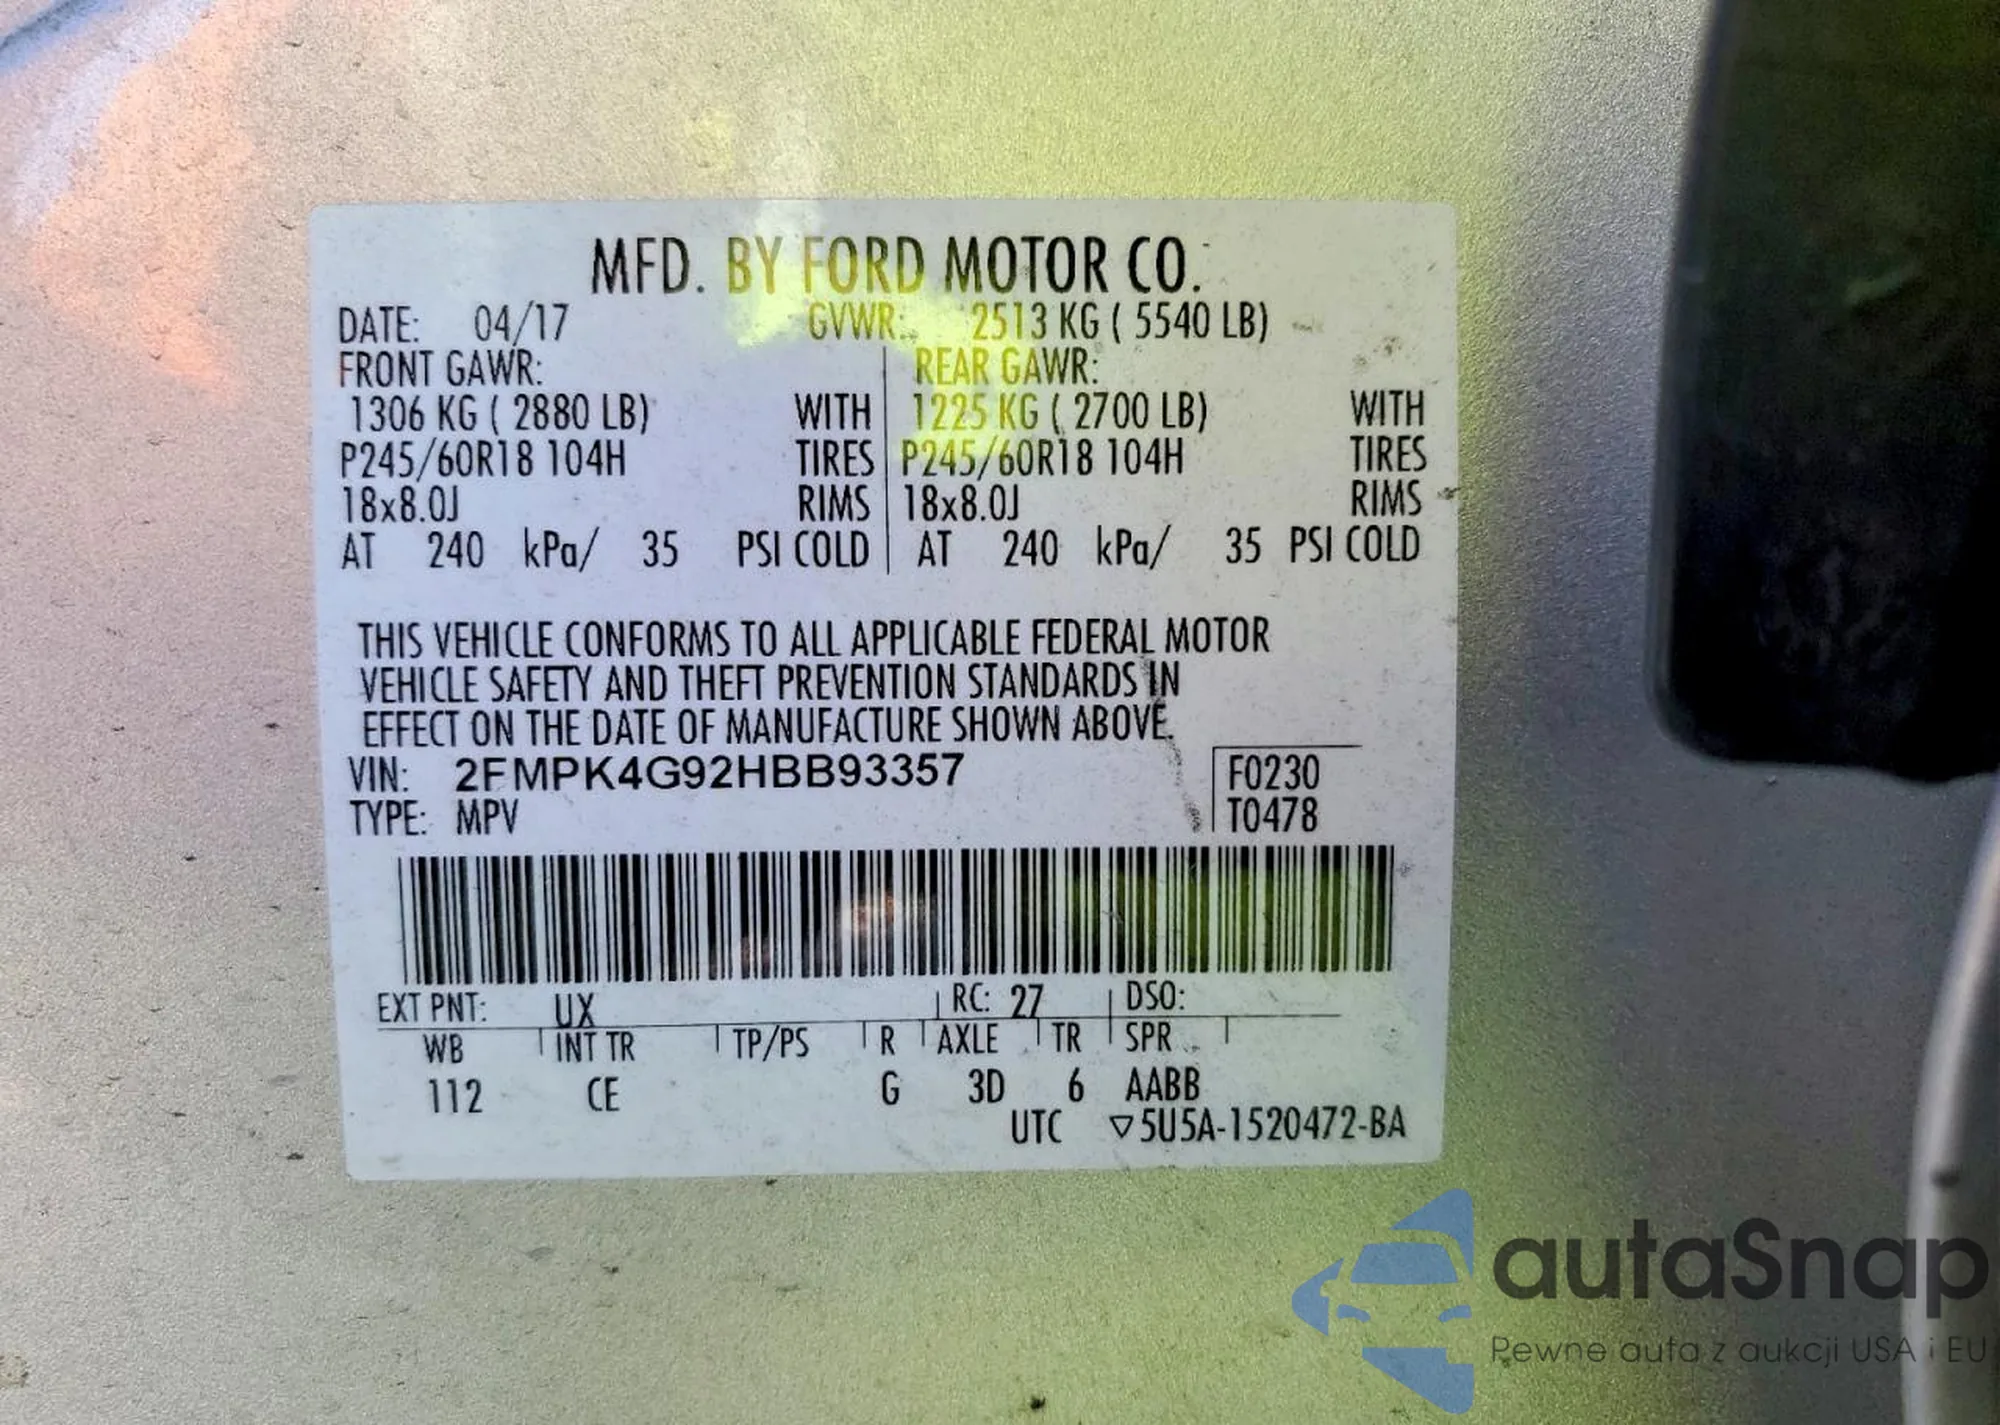 MFD. BY FORD MOTOR CO.
DATE: 04/17 GVWR: 2513 KG ( 5540 LB)
FRONT GAWR: REAR GAWR:
1306 KG ( 2880 LB) WITH 1225 KG ( 2700 LB) WITH
P245/60R18 104H TIRES P245/60R18 104H TIRES
18x8.0J RIMS 18x8.0J RIMS
AT 240 kPa/ 35 PSI COLD AT 240 kPa/ 35 PSI COLD
THIS VEHICLE CONFORMS TO ALL APPLICABLE FEDERAL MOTOR
VEHICLE SAFETY AND THEFT PREVENTION STANDARDS IN
EFFECT ON THE DATE OF MANUFACTURE SHOWN ABOVE.
VIN: 2FMPK4G92HBB93357 F0230
TYPE: MPV T0478
EXT PNT: UX RC: 27 DSO:
WB INT TR TP/PS R AXLE TR SPR
112 CE G 3D 6 AABB
UTC ▽5U5A-1520472-BA
autaSnap
Pewne auta z aukcji USA i EU